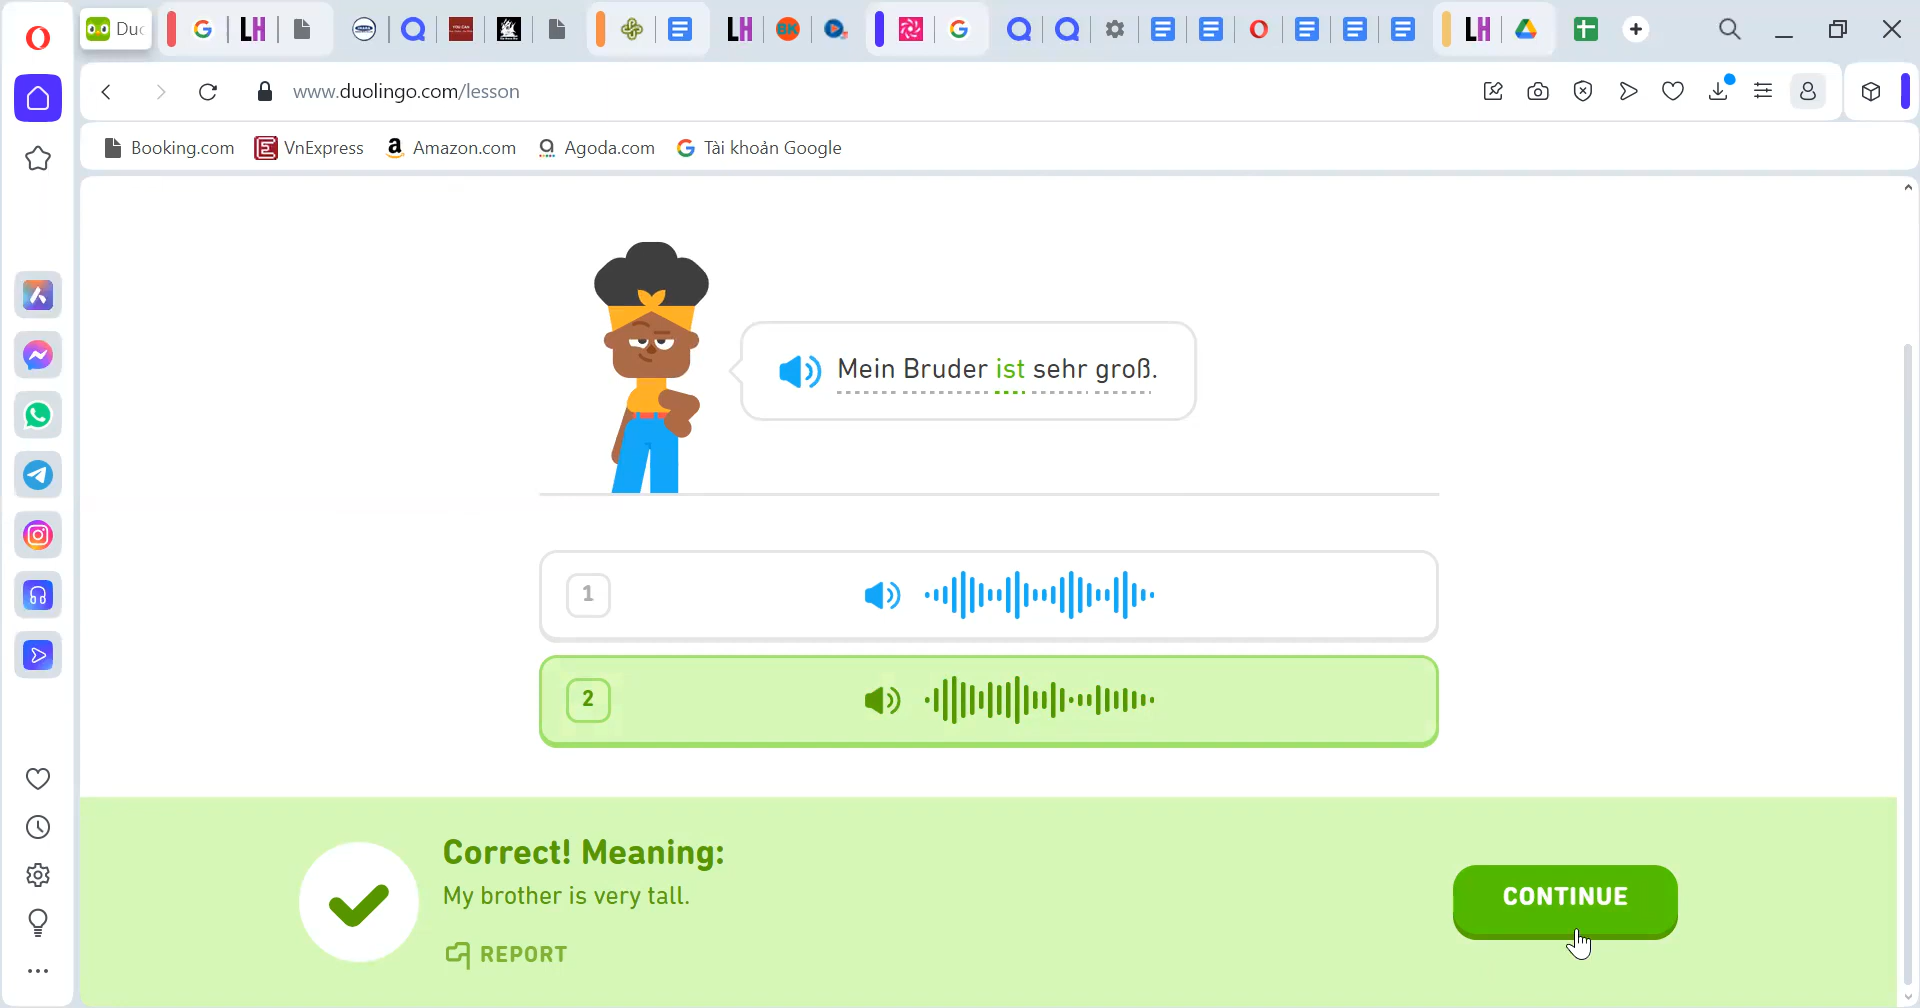 Duo
www.duolingo.com/lesson
Booking.com VnExpress Amazon.com Agoda.com Tài khoản Google
Mein Bruder ist sehr groß.
1
2
Correct! Meaning:
My brother is very tall.
REPORT
CONTINUE